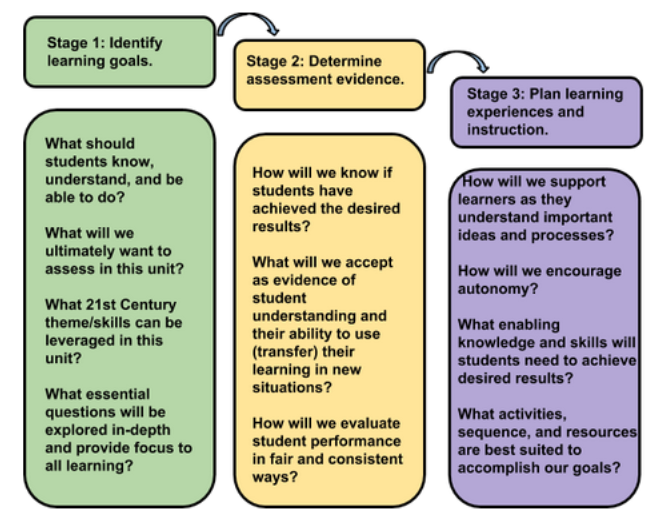 Stage 1: Identify
learning goals.
Stage 2: Determine
assessment evidence.
Stage 3: Plan learning
experiences and
instruction.
What should
students know,
understand, and be
able to do?
What will we
ultimately want to
assess in this unit?
What 21st Century
theme/skills can be
leveraged in this
unit?
What essential
questions will be
explored in-depth
and provide focus to
all learning?
How will we know if
students have
achieved the desired
results?
What will we accept
as evidence of
student
understanding and
their ability to use
(transfer) their
learning in new
situations?
How will we evaluate
student performance
in fair and consistent
ways?
How will we support
learners as they
understand important
ideas and processes?
How will we encourage
autonomy?
What enabling
knowledge and skills will
students need to achieve
desired results?
What activities,
sequence, and resources
are best suited to
accomplish our goals?